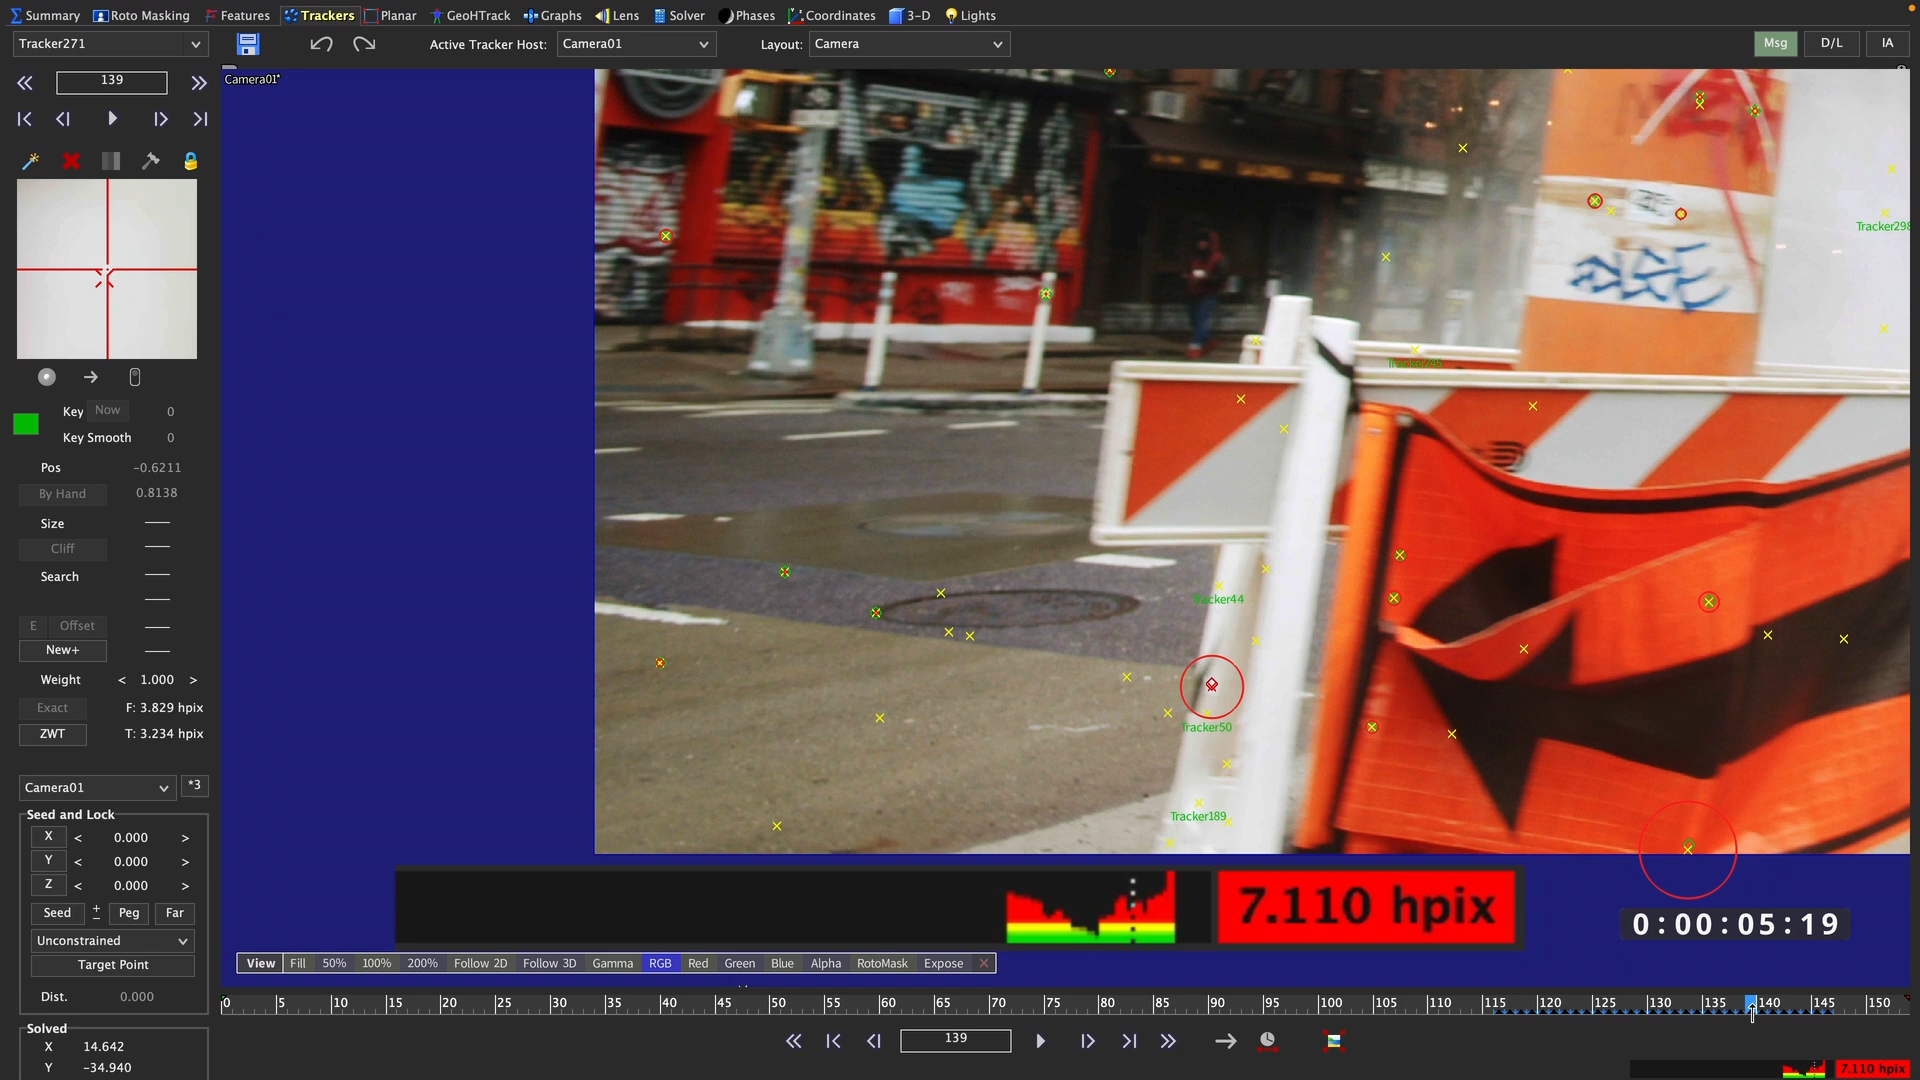 Summary Roto Masking Features Trackers Planar GeoHTrack Graphs Lens Solver Phases Coordinates 3-D Lights
Tracker271 Active Tracker Host: Camera01 Layout: Camera Msg D/L IA
139
Camera01*
Tracker298
Tracker44
Tracker50
Tracker189
Key Now 0
Key Smooth 0
Pos -0.6211
By Hand 0.8138
Size
Cliff
Search
E Offset
New+
Weight < 1.000 >
Exact F: 3.829 hpix
ZWT T: 3.234 hpix
Camera01 *3
Seed and Lock
X < 0.000 >
Y < 0.000 >
Z < 0.000 >
Seed + - Peg Far
Unconstrained
Target Point
Dist. 0.000
Solved
X 14.642
Y -34.940
7.110 hpix
0:00:05:19
View Fill 50% 100% 200% Follow 2D Follow 3D Gamma RGB Red Green Blue Alpha RotoMask Expose
0 5 10 15 20 25 30 35 40 45 50 55 60 65 70 75 80 85 90 95 100 105 110 115 120 125 130 135 140 145 150
139
7.110 hpix